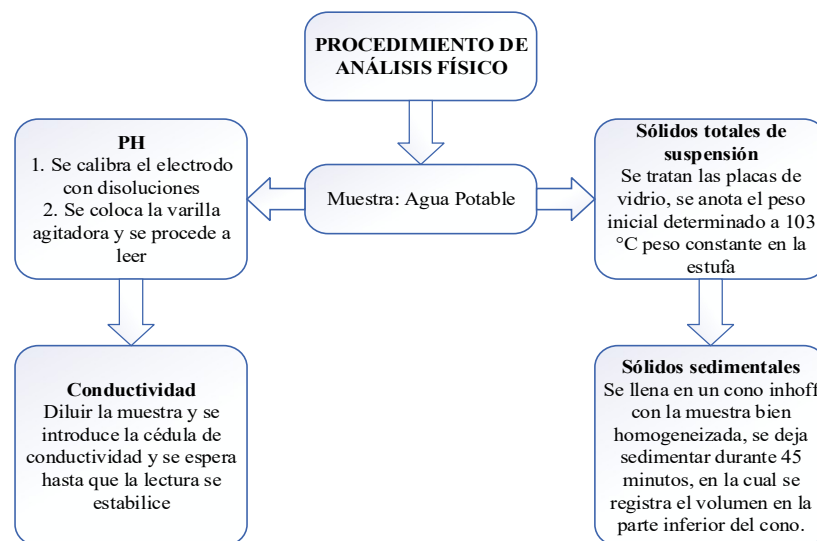 PROCEDIMIENTO DE
ANÁLISIS FÍSICO
PH
1. Se calibra el electrodo
con disoluciones
2. Se coloca la varilla
agitadora y se procede a
leer
Muestra: Agua Potable
Sólidos totales de
suspensión
Se tratan las placas de
vidrio, se anota el peso
inicial determinado a 103
°C peso constante en la
estufa
Conductividad
Diluir la muestra y se
introduce la cédula de
conductividad y se espera
hasta que la lectura se
estabilice
Sólidos sedimentales
Se llena en un cono inhoff
con la muestra bien
homogeneizada, se deja
sedimentar durante 45
minutos, en la cual se
registra el volumen en la
parte inferior del cono.